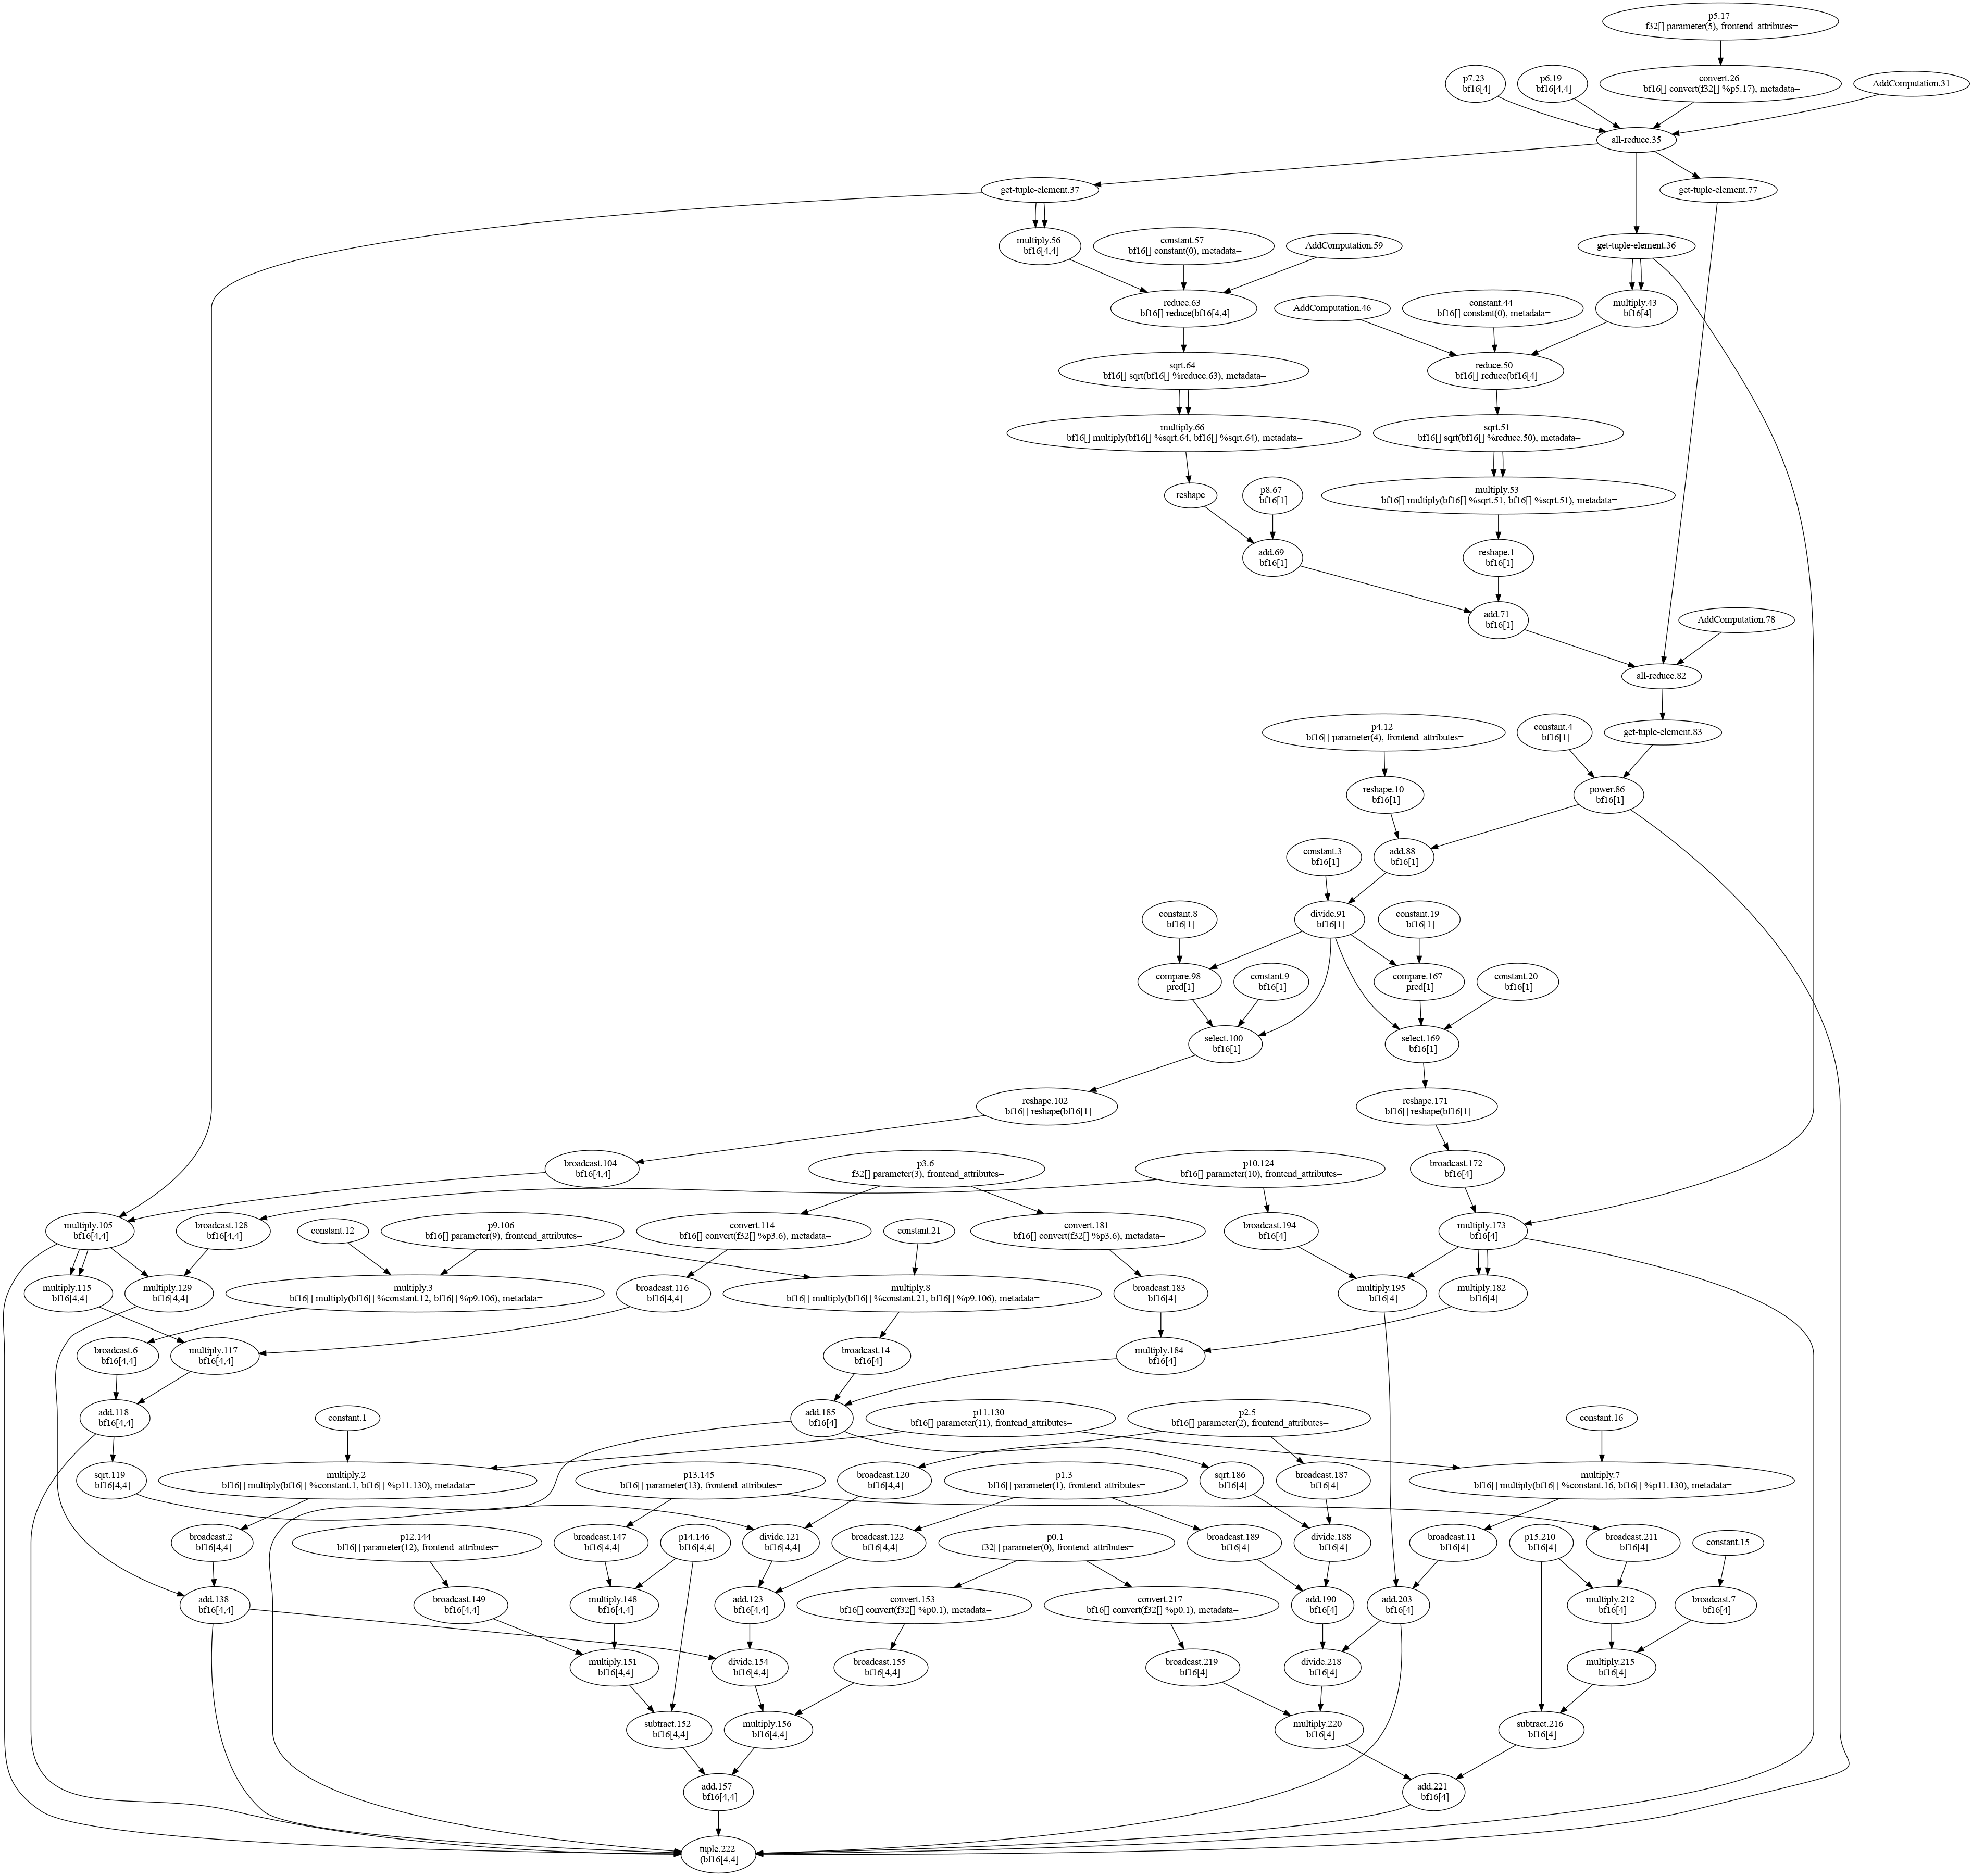 p5.17
f32[] parameter(5), frontend_attributes=
p7.23
bf16[4]
p6.19
bf16[4,4]
convert.26
bf16[] convert(f32[] %p5.17), metadata=
AddComputation.31
all-reduce.35
get-tuple-element.37
get-tuple-element.77
multiply.56
bf16[4,4]
constant.57
bf16[] constant(0), metadata=
AddComputation.59
get-tuple-element.36
reduce.63
bf16[] reduce(bf16[4,4]
AddComputation.46
constant.44
bf16[] constant(0), metadata=
multiply.43
bf16[4]
sqrt.64
bf16[] sqrt(bf16[] %reduce.63), metadata=
reduce.50
bf16[] reduce(bf16[4]
multiply.66
bf16[] multiply(bf16[] %sqrt.64, bf16[] %sqrt.64), metadata=
sqrt.51
bf16[] sqrt(bf16[] %reduce.50), metadata=
reshape
p8.67
bf16[1]
multiply.53
bf16[] multiply(bf16[] %sqrt.51, bf16[] %sqrt.51), metadata=
add.69
bf16[1]
reshape.1
bf16[1]
add.71
bf16[1]
AddComputation.78
all-reduce.82
p4.12
bf16[] parameter(4), frontend_attributes=
constant.4
bf16[1]
get-tuple-element.83
reshape.10
bf16[1]
power.86
bf16[1]
constant.3
bf16[1]
add.88
bf16[1]
constant.8
bf16[1]
divide.91
bf16[1]
constant.19
bf16[1]
compare.98
pred[1]
constant.9
bf16[1]
compare.167
pred[1]
constant.20
bf16[1]
select.100
bf16[1]
select.169
bf16[1]
reshape.102
bf16[] reshape(bf16[1]
reshape.171
bf16[] reshape(bf16[1]
broadcast.104
bf16[4,4]
p3.6
f32[] parameter(3), frontend_attributes=
p10.124
bf16[] parameter(10), frontend_attributes=
broadcast.172
bf16[4]
multiply.105
bf16[4,4]
broadcast.128
bf16[4,4]
constant.12
p9.106
bf16[] parameter(9), frontend_attributes=
convert.114
bf16[] convert(f32[] %p3.6), metadata=
constant.21
convert.181
bf16[] convert(f32[] %p3.6), metadata=
broadcast.194
bf16[4]
multiply.173
bf16[4]
multiply.115
bf16[4,4]
multiply.129
bf16[4,4]
multiply.3
bf16[] multiply(bf16[] %constant.12, bf16[] %p9.106), metadata=
broadcast.116
bf16[4,4]
multiply.8
bf16[] multiply(bf16[] %constant.21, bf16[] %p9.106), metadata=
broadcast.183
bf16[4]
multiply.195
bf16[4]
multiply.182
bf16[4]
broadcast.6
bf16[4,4]
multiply.117
bf16[4,4]
broadcast.14
bf16[4]
multiply.184
bf16[4]
add.118
bf16[4,4]
constant.1
add.185
bf16[4]
p11.130
bf16[] parameter(11), frontend_attributes=
p2.5
bf16[] parameter(2), frontend_attributes=
constant.16
sqrt.119
bf16[4,4]
multiply.2
bf16[] multiply(bf16[] %constant.1, bf16[] %p11.130), metadata=
p13.145
bf16[] parameter(13), frontend_attributes=
broadcast.120
bf16[4,4]
p1.3
bf16[] parameter(1), frontend_attributes=
sqrt.186
bf16[4]
broadcast.187
bf16[4]
multiply.7
bf16[] multiply(bf16[] %constant.16, bf16[] %p11.130), metadata=
broadcast.2
bf16[4,4]
p12.144
bf16[] parameter(12), frontend_attributes=
broadcast.147
bf16[4,4]
p14.146
bf16[4,4]
divide.121
bf16[4,4]
broadcast.122
bf16[4,4]
p0.1
f32[] parameter(0), frontend_attributes=
broadcast.189
bf16[4]
divide.188
bf16[4]
broadcast.11
bf16[4]
p15.210
bf16[4]
broadcast.211
bf16[4]
constant.15
add.138
bf16[4,4]
broadcast.149
bf16[4,4]
multiply.148
bf16[4,4]
add.123
bf16[4,4]
convert.153
bf16[] convert(f32[] %p0.1), metadata=
convert.217
bf16[] convert(f32[] %p0.1), metadata=
add.190
bf16[4]
add.203
bf16[4]
multiply.212
bf16[4]
broadcast.7
bf16[4]
multiply.151
bf16[4,4]
divide.154
bf16[4,4]
broadcast.155
bf16[4,4]
broadcast.219
bf16[4]
divide.218
bf16[4]
multiply.215
bf16[4]
subtract.152
bf16[4,4]
multiply.156
bf16[4,4]
multiply.220
bf16[4]
subtract.216
bf16[4]
add.157
bf16[4,4]
add.221
bf16[4]
tuple.222
(bf16[4,4]